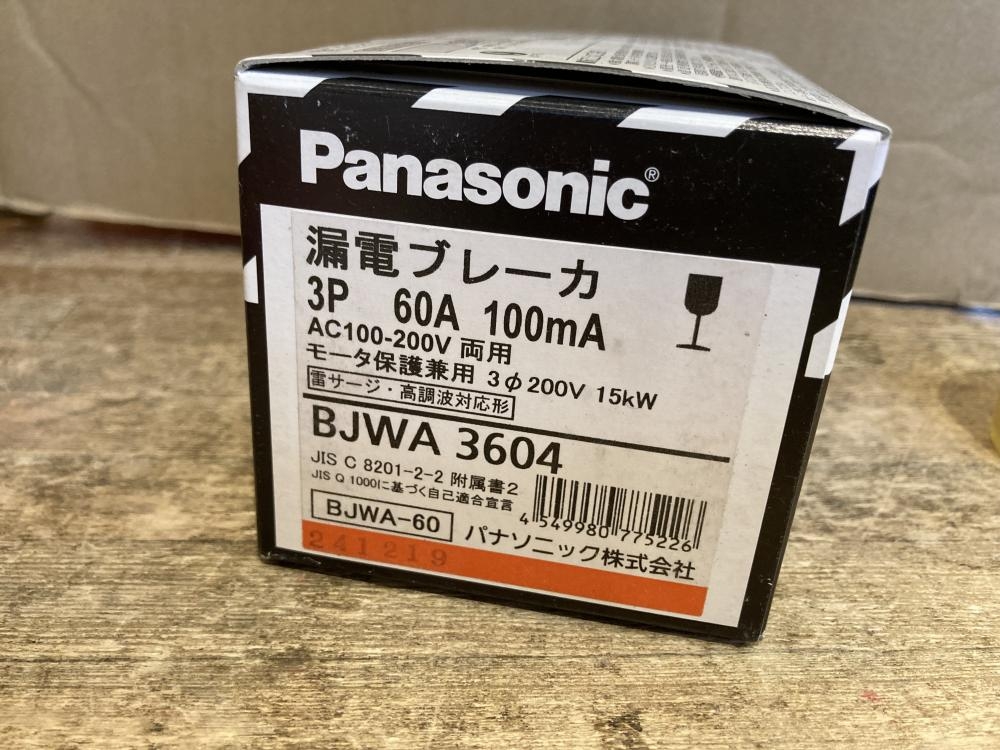 Panasonic®
漏電ブレーカ
3P 60A 100mA
AC100-200V 両用
モータ保護兼用 3φ200V 15kW
雷サージ・高調波対応形
BJWA 3604
JIS C 8201-2-2 附属書2
JIS Q 1000に基づく自己適合宣言
BJWA-60
4 549980 775226
パナソニック株式会社
241219